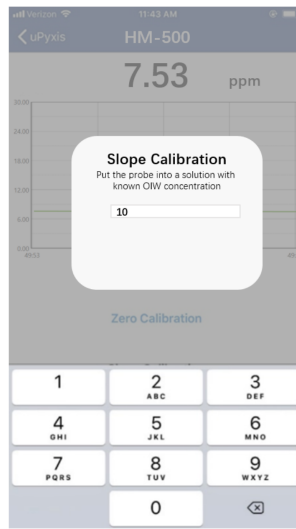 Verizon 11:43 AM
uPyxis HM-500
7.53 ppm
30.00
24.00
18.00
12.00
6.00
0.00
4933
Slope Calibration
Put the probe into a solution with
known OIW concentration
10
Zero Calibration
1 2 3
ABC DEF
4 5 6
GHI JKL MNO
7 8 9
PQRS TUV WXYZ
0